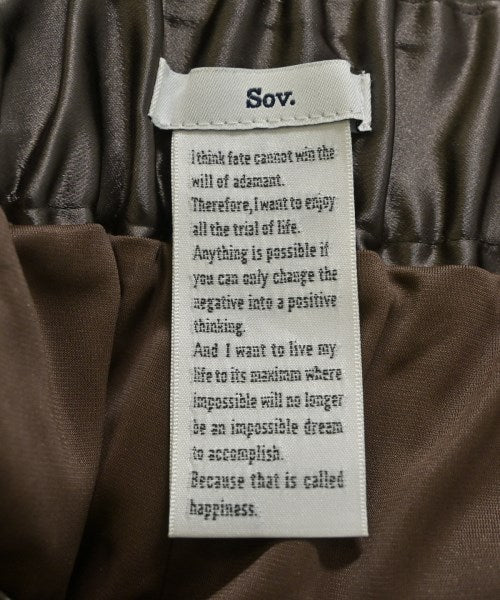 Sov.
I think fate cannot win the
will of adamant.
Therefore, I want to enjoy
all the trial of life.
Anything is possible if
you can only change the
negative into a positive
thinking.
And I want to live my
life to its maximm where
impossible will no longer
be an impossible dream
to accomplish.
Because that is called
happiness.